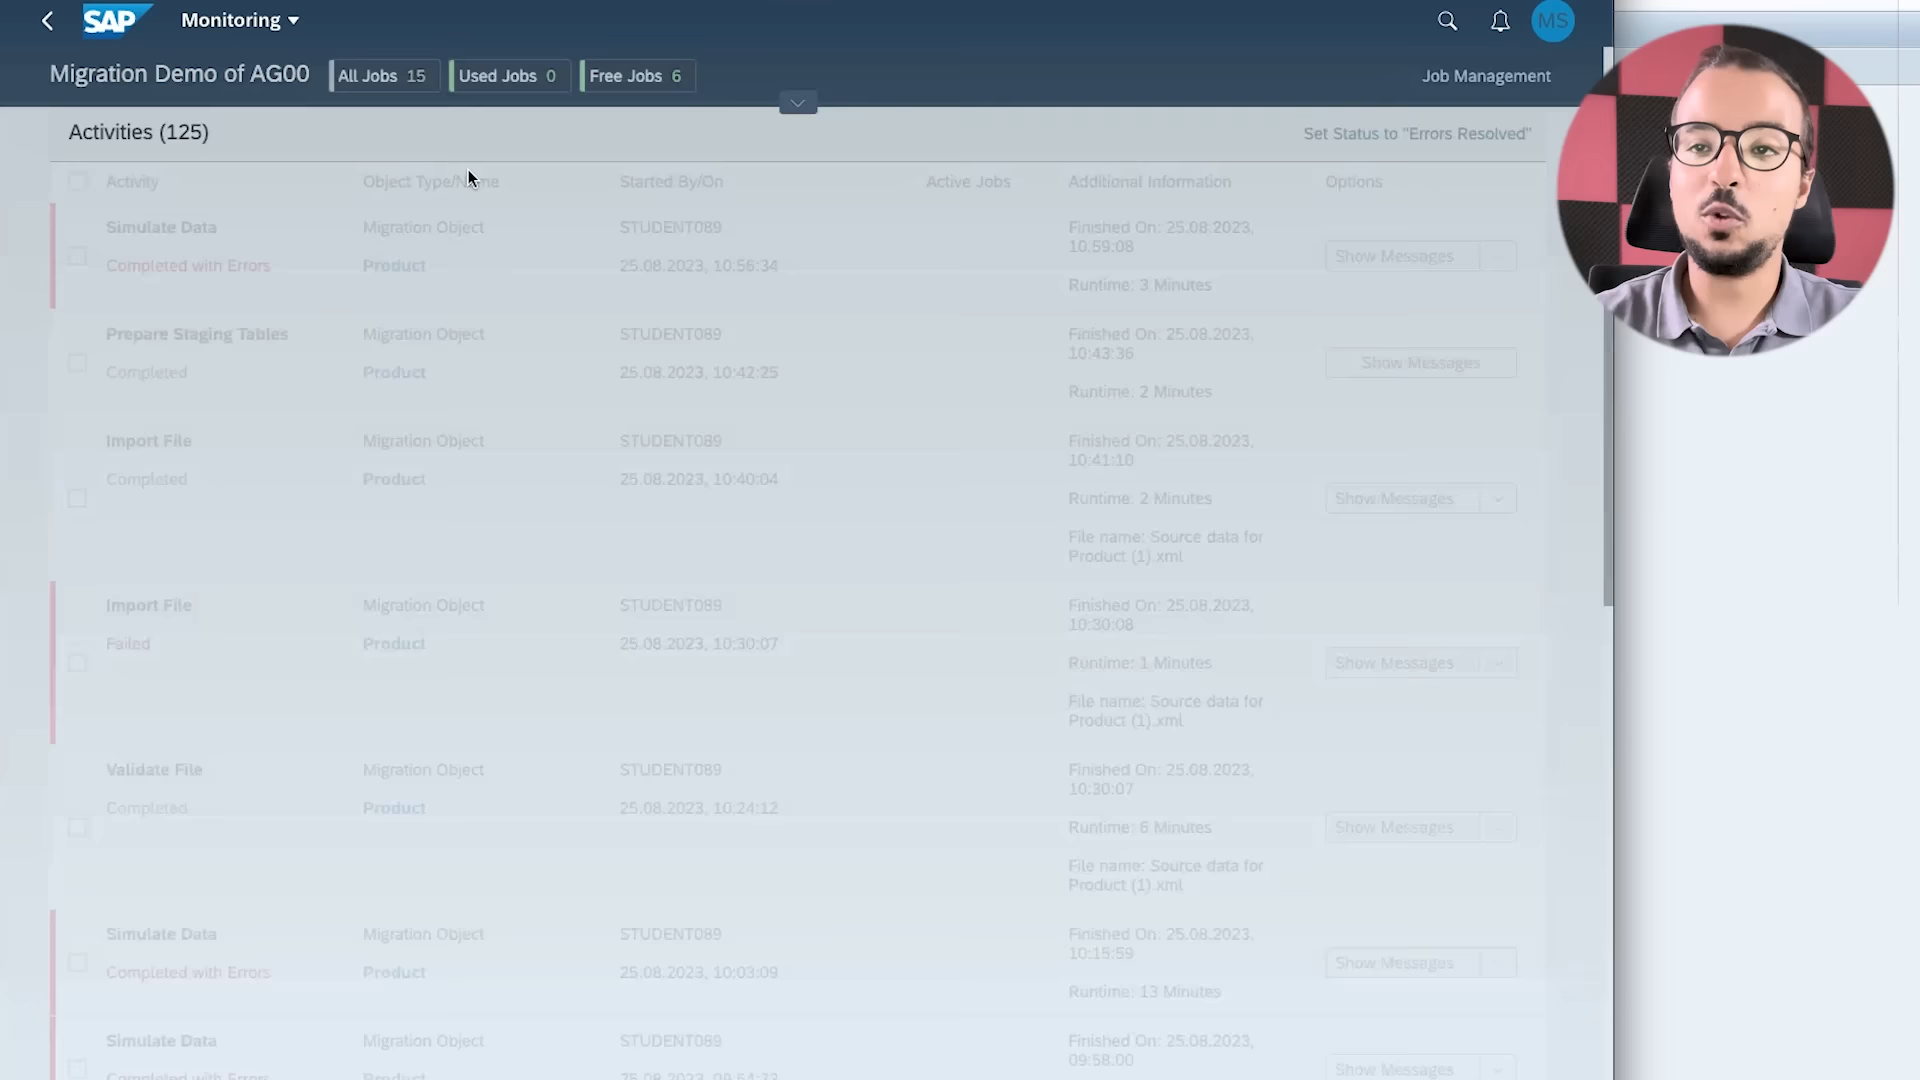 SAP
Monitoring
MS
Migration Demo of AG00
All Jobs 15
Used Jobs 0
Free Jobs 6
Job Management
Activities (125)
Set Status to "Errors Resolved"
Activity Object Type/Name Started By/On Active Jobs Additional Information Options
Simulate Data Migration Object STUDENT089 Finished On: 25.08.2023,
10:59:08
Completed with Errors Product 25.08.2023, 10:56:34 Show Messages
Runtime: 3 Minutes
Prepare Staging Tables Migration Object STUDENT089 Finished On: 25.08.2023,
10:43:36
Completed Product 25.08.2023, 10:42:25 Show Messages
Runtime: 2 Minutes
Import File Migration Object STUDENT089 Finished On: 25.08.2023,
10:41:10
Completed Product 25.08.2023, 10:40:04
Runtime: 2 Minutes Show Messages
File name: Source data for
Product (1).xml
Import File Migration Object STUDENT089 Finished On: 25.08.2023,
10:30:08
Failed Product 25.08.2023, 10:30:07
Runtime: 1 Minutes Show Messages
File name: Source data for
Product (1).xml
Validate File Migration Object STUDENT089 Finished On: 25.08.2023,
10:30:07
Completed Product 25.08.2023, 10:24:12
Runtime: 6 Minutes Show Messages
File name: Source data for
Product (1).xml
Simulate Data Migration Object STUDENT089 Finished On: 25.08.2023,
10:15:59
Completed with Errors Product 25.08.2023, 10:03:09 Show Messages
Runtime: 13 Minutes
Simulate Data Migration Object STUDENT089 Finished On: 25.08.2023,
09:58:00
Show Messages
Completed with Errors Product